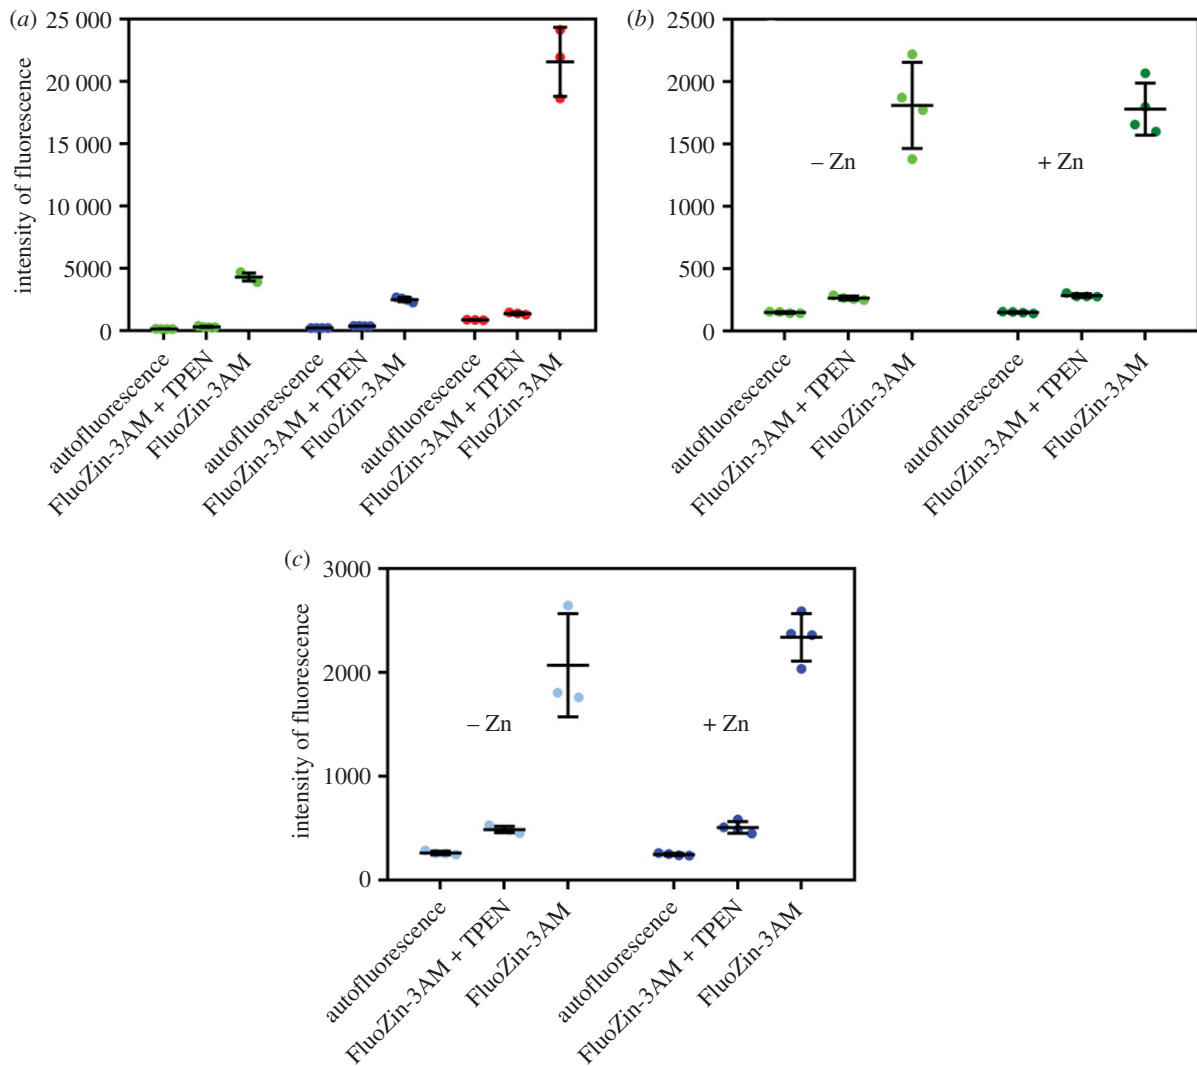 (a)
25 000
20 000
15 000
10 000
5000
0
intensity of fluorescence
autofluorescence
FluoZin-3AM + TPEN
FluoZin-3AM
autofluorescence
FluoZin-3AM + TPEN
FluoZin-3AM
autofluorescence
FluoZin-3AM + TPEN
FluoZin-3AM
(b)
2500
2000
1500
1000
500
0
– Zn
+ Zn
autofluorescence
FluoZin-3AM + TPEN
FluoZin-3AM
autofluorescence
FluoZin-3AM + TPEN
FluoZin-3AM
(c)
3000
2000
1000
0
intensity of fluorescence
– Zn
+ Zn
autofluorescence
FluoZin-3AM + TPEN
FluoZin-3AM
autofluorescence
FluoZin-3AM + TPEN
FluoZin-3AM